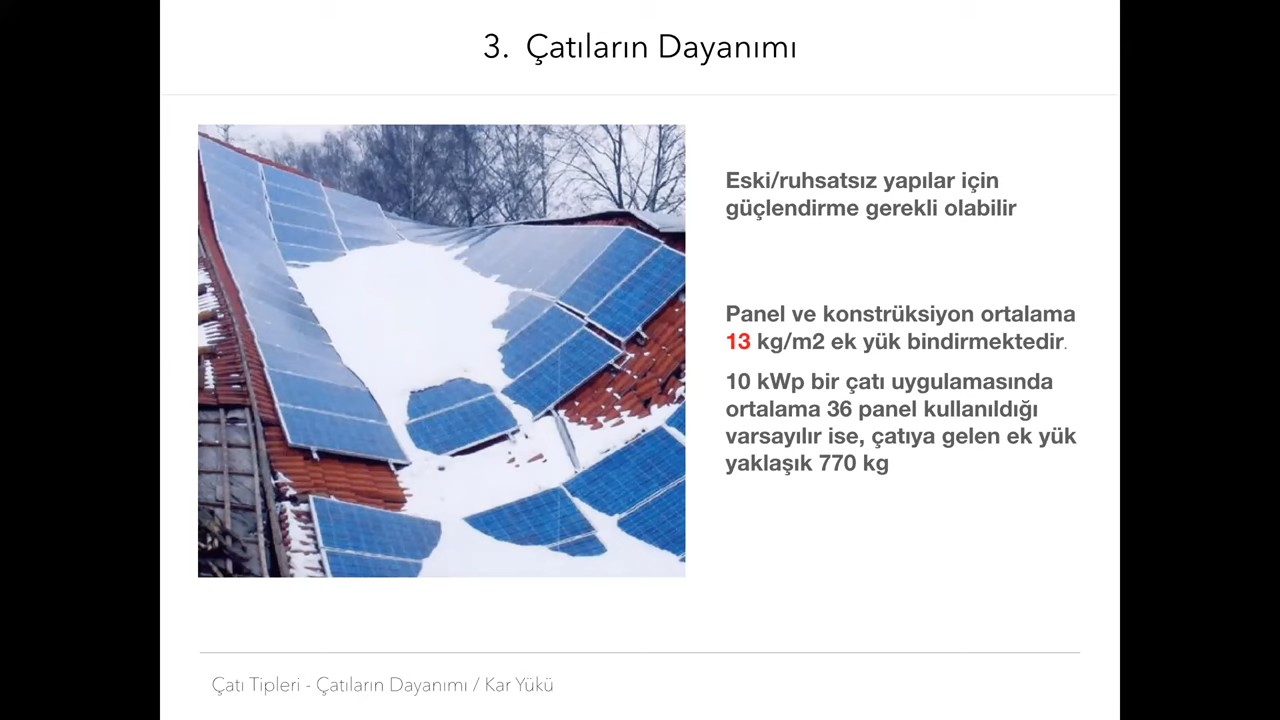 3. Çatıların Dayanımı
Eski/ruhsatsız yapılar için
güçlendirme gerekli olabilir
Panel ve konstrüksiyon ortalama
13 kg/m2 ek yük bindirmektedir.
10 kWp bir çatı uygulamasında
ortalama 36 panel kullanıldığı
varsayılır ise, çatıya gelen ek yük
yaklaşık 770 kg
Çatı Tipleri - Çatıların Dayanımı / Kar Yükü